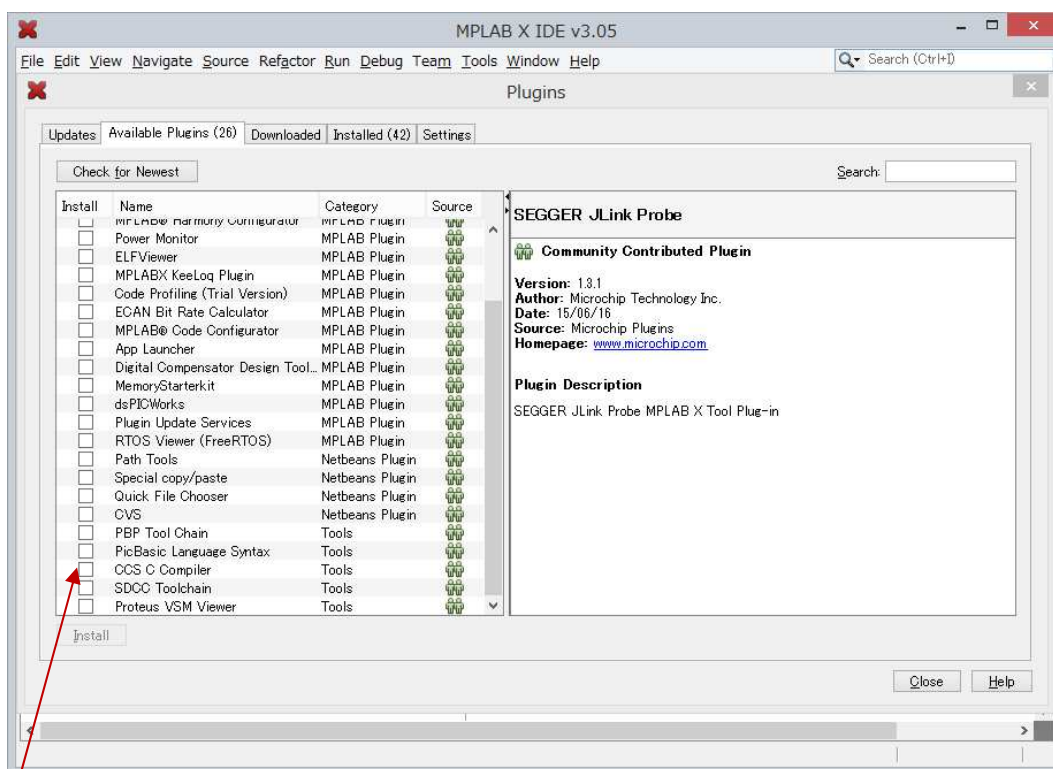 MPLAB X IDE v3.05
File Edit View Navigate Source Refactor Run Debug Team Tools Window Help
Search (Ctrl+I)
Plugins
Updates Available Plugins (26) Downloaded Installed (42) Settings
Check for Newest
Search:
Install Name Category Source
MPLAB® Harmony Configurator MPLAB Plugin
Power Monitor MPLAB Plugin
ELFViewer MPLAB Plugin
MPLABX KeeLoq Plugin MPLAB Plugin
Code Profiling (Trial Version) MPLAB Plugin
ECAN Bit Rate Calculator MPLAB Plugin
MPLAB® Code Configurator MPLAB Plugin
App Launcher MPLAB Plugin
Digital Compensator Design Tool... MPLAB Plugin
MemoryStarterkit MPLAB Plugin
dsPICWorks MPLAB Plugin
Plugin Update Services MPLAB Plugin
RTOS Viewer (FreeRTOS) MPLAB Plugin
Path Tools Netbeans Plugin
Special copy/paste Netbeans Plugin
Quick File Chooser Netbeans Plugin
CVS Netbeans Plugin
PBP Tool Chain Tools
PicBasic Language Syntax Tools
CCS C Compiler Tools
SDCC Toolchain Tools
Proteus VSM Viewer Tools
SEGGER JLink Probe
Community Contributed Plugin
Version: 1.3.1
Author: Microchip Technology Inc.
Date: 15/06/16
Source: Microchip Plugins
Homepage: www.microchip.com
Plugin Description
SEGGER JLink Probe MPLAB X Tool Plug-in
Install
Close Help